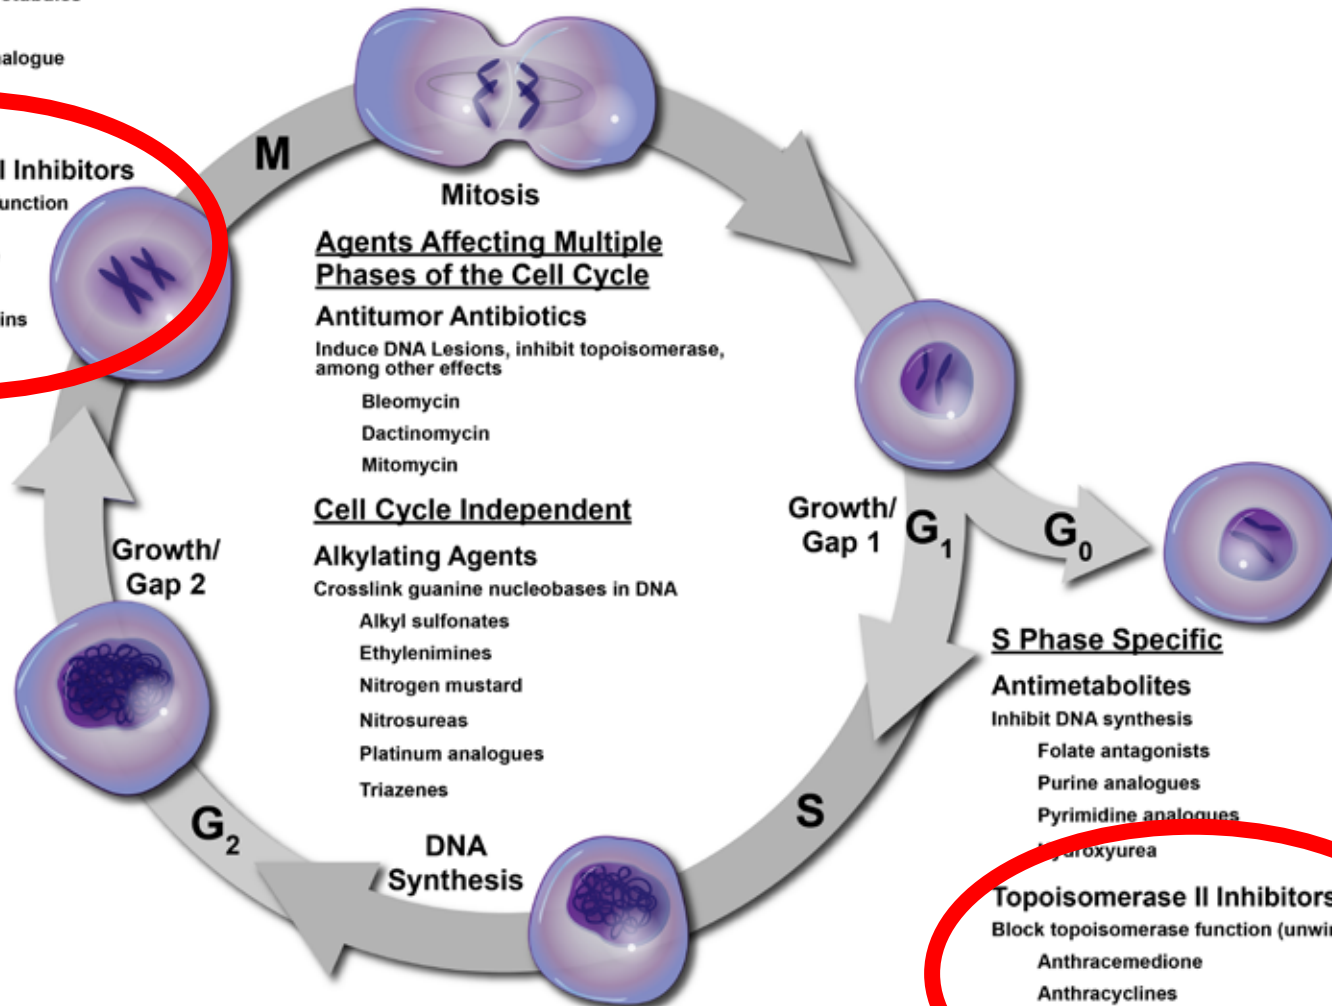 M
Mitosis
Agents Affecting Multiple
Phases of the Cell Cycle
Antitumor Antibiotics
Induce DNA Lesions, inhibit topoisomerase,
among other effects
Bleomycin
Dactinomycin
Mitomycin
Cell Cycle Independent
Alkylating Agents
Crosslink guanine nucleobases in DNA
Alkyl sulfonates
Ethylenimines
Nitrogen mustard
Nitrosureas
Platinum analogues
Triazenes
I Inhibitors
Growth/
Gap 2
G2
DNA
Synthesis
S
Growth/
Gap 1
G1
G0
S Phase Specific
Antimetabolites
Inhibit DNA synthesis
Folate antagonists
Purine analogues
Pyrimidine analogues
Topoisomerase II Inhibitors
Block topoisomerase function
Anthracemedione
Anthracyclines